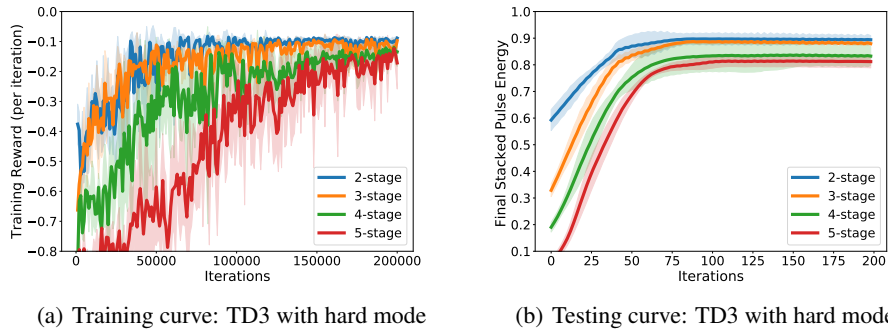 0.0
−0.1
−0.2
−0.3
−0.4
−0.5
−0.6
−0.7
−0.8
Training Reward (per iteration)
0
50000
100000
150000
200000
Iterations
2-stage
3-stage
4-stage
5-stage
(a) Training curve: TD3 with hard mode
1.0
0.9
0.8
0.7
0.6
0.5
0.4
0.3
0.2
0.1
Final Stacked Pulse Energy
0
25
50
75
100
125
150
175
200
Iterations
2-stage
3-stage
4-stage
5-stage
(b) Testing curve: TD3 with hard mode